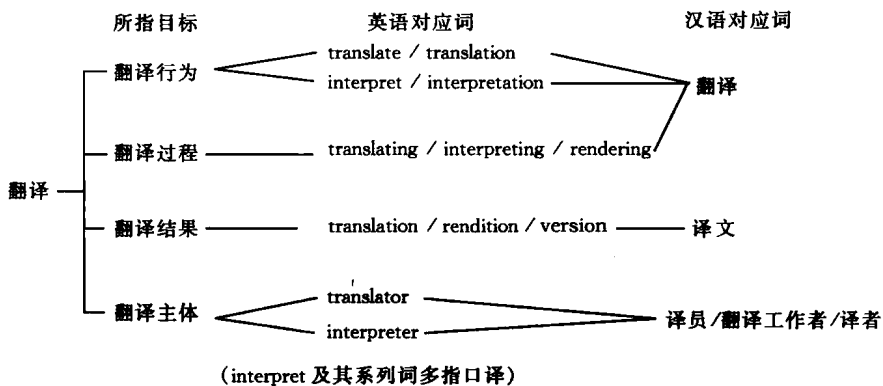 所指目标 英语对应词 汉语对应词
翻译行为 translate / translation
interpret / interpretation 翻译
翻译过程 translating / interpreting / rendering
翻译
翻译结果 translation / rendition / version 译文
翻译主体 translator
interpreter 译员/翻译工作者/译者
(interpret 及其系列词多指口译)